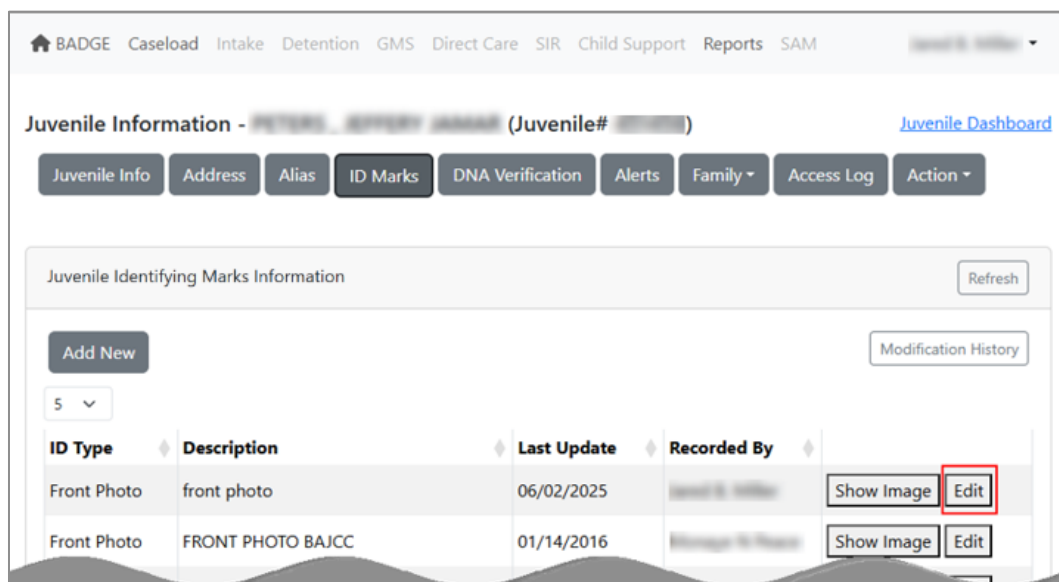 BADGE Caseload Intake Detention GMS Direct Care SIR Child Support Reports SAM
Juvenile Information - (Juvenile# )
Juvenile Dashboard
Juvenile Info Address Alias ID Marks DNA Verification Alerts Family Access Log Action
Juvenile Identifying Marks Information
Refresh
Add New
Modification History
5
ID Type Description Last Update Recorded By
Front Photo front photo 06/02/2025 Show Image Edit
Front Photo FRONT PHOTO BAJCC 01/14/2016 Show Image Edit